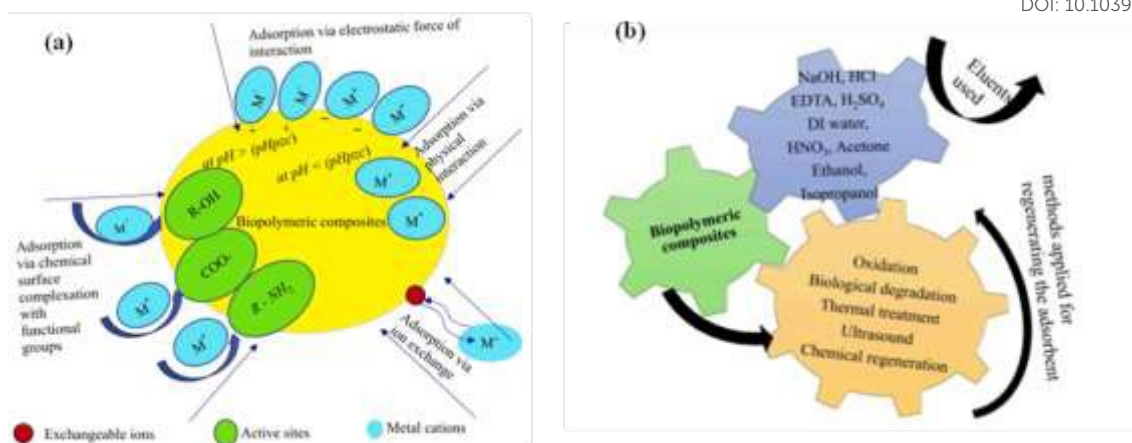 DOI: 10.1039
(a)
Adsorption via electrostatic force of
interaction
M⁻
M⁺
M⁺
M⁺
+
+
−
−
at pH > (pHpzc)
at pH < (pHpzc)
Adsorption via
physical
interaction
M⁺
M⁺
Biopolymeric composites
R-OH
COO-
R - NH₂
M⁺
M⁺
M⁺
Adsorption
via chemical
surface
complexation
with
functional
groups
Adsorption via
ion exchange
M⁺
Exchangeable ions
Active sites
Metal cations
(b)
NaOH, HCl
EDTA, H₂SO₄
DI water,
HNO₃, Acetone
Ethanol,
Isopropanol
Eluents
used
Biopolymeric
composites
Oxidation
Biological degradation
Thermal treatment
Ultrasound
Chemical regeneration
methods applied for
regenerating the adsorbent